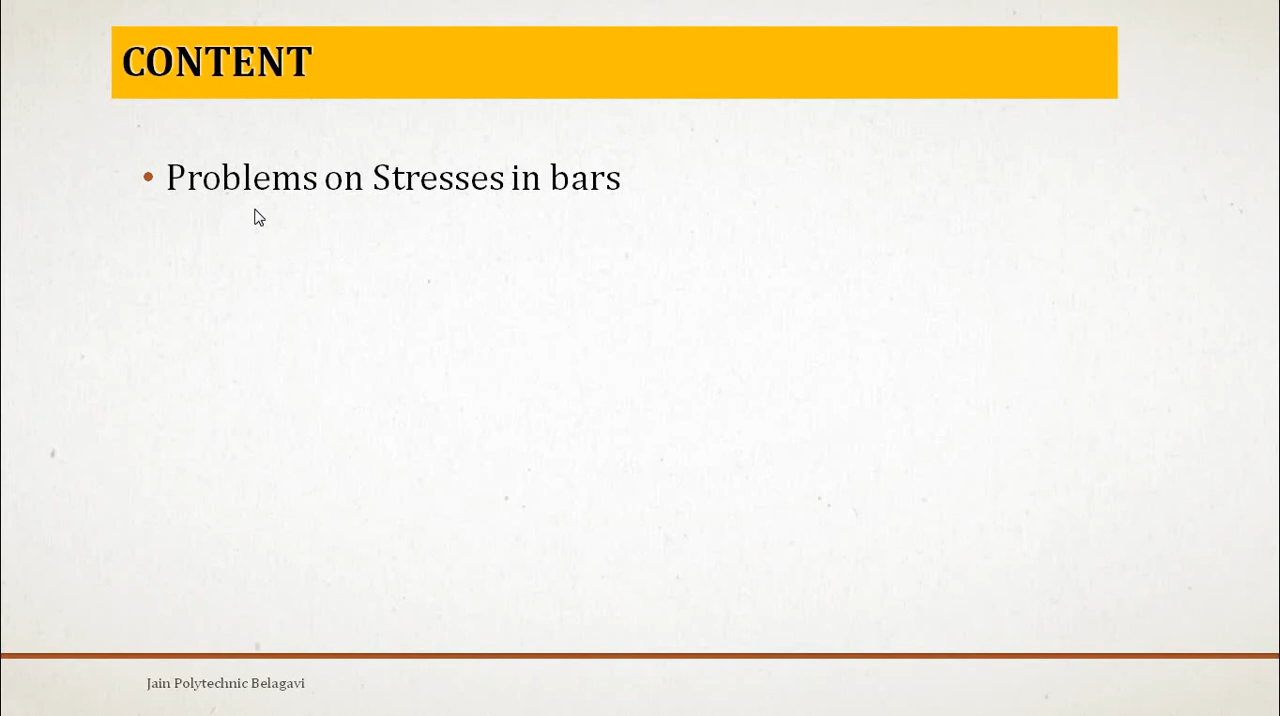 CONTENT
• Problems on Stresses in bars
Jain Polytechnic Belagavi